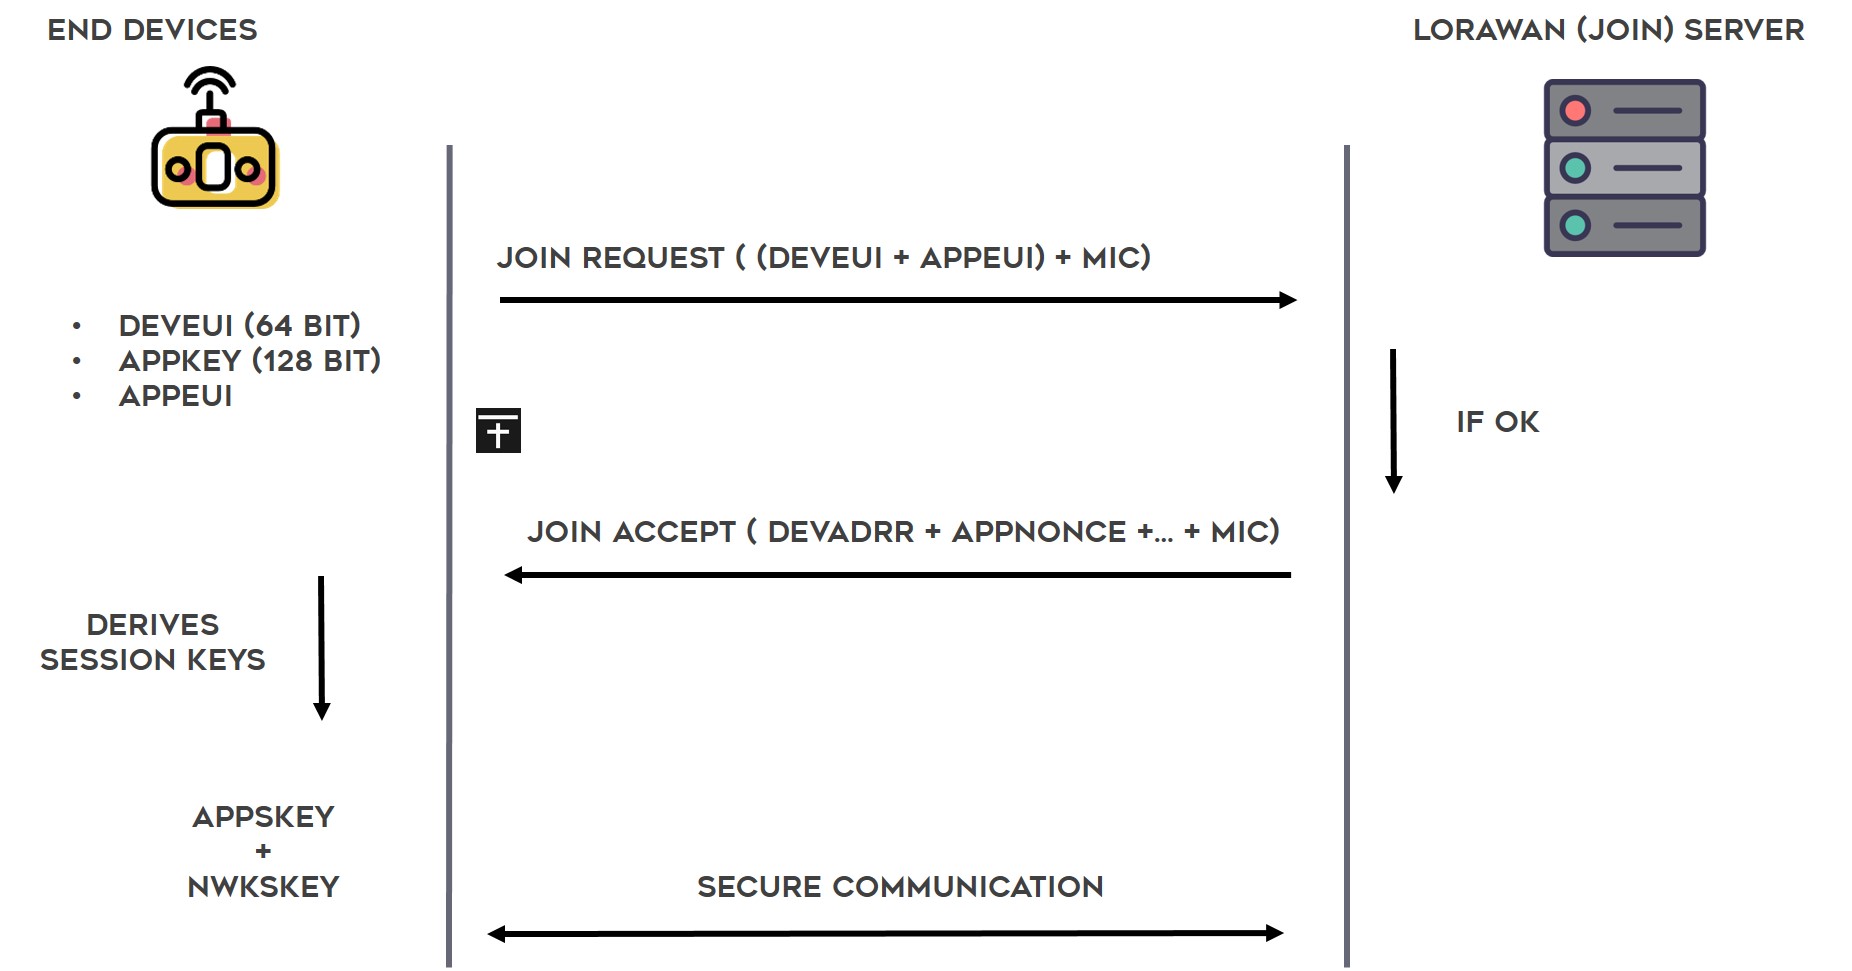 END DEVICES
LORAWAN (JOIN) SERVER
JOIN REQUEST ( (DEVEUI + APPEUI) + MIC)
• DEVEUI (64 BIT)
• APPKEY (128 BIT)
• APPEUI
IF OK
JOIN ACCEPT ( DEVADRR + APPNONCE +... + MIC)
DERIVES
SESSION KEYS
APPSKEY
+
NWKSKEY
SECURE COMMUNICATION